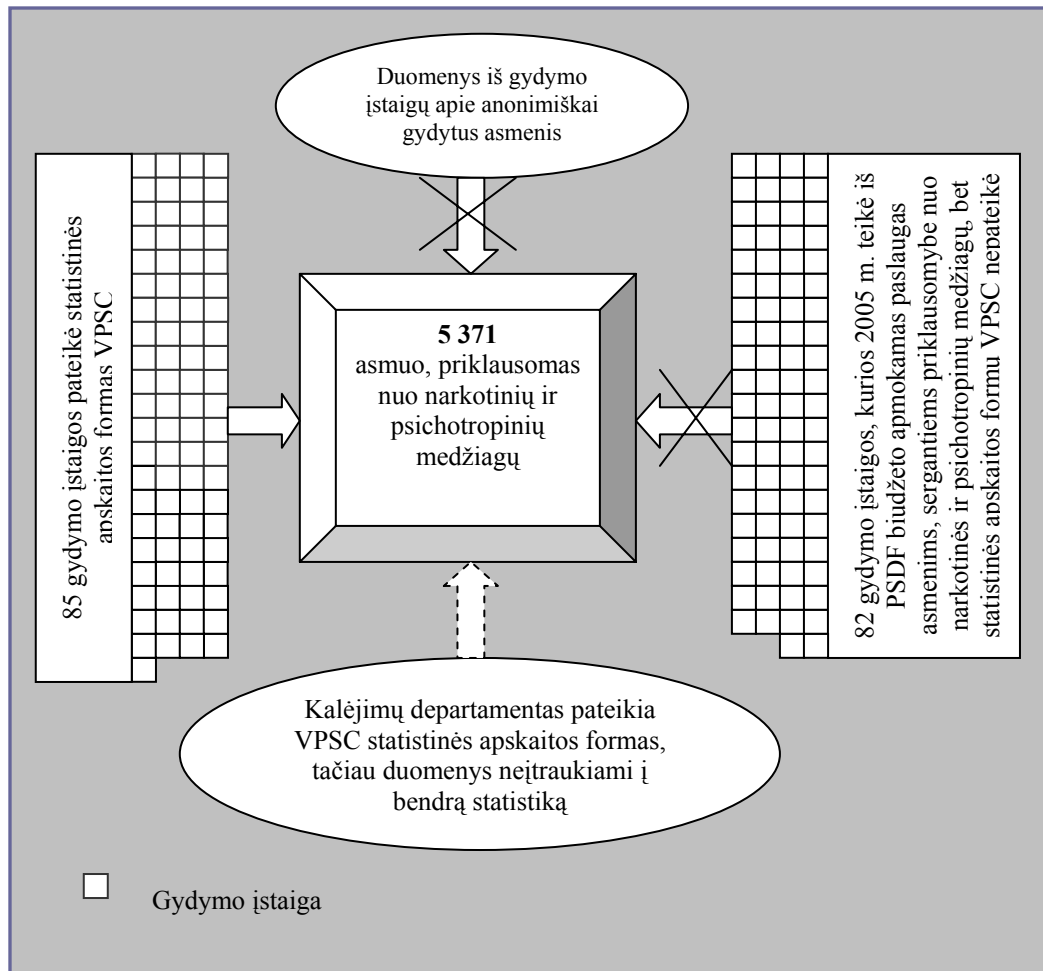 Duomenys iš gydymo
įstaigų apie anonimiškai
gydytus asmenis
85 gydymo įstaigos pateikė statistinės
apskaitos formas VPSC
5 371
asmuo, priklausomas
nuo narkotinių ir
psichotropinių
medžiagų
82 gydymo įstaigos, kurios 2005 m. teikė iš
PSDF biudžeto apmokamas paslaugas
asmenims, sergantiems priklausomybe nuo
narkotinės ir psichotropinių medžiagų, bet
statistinės apskaitos formų VPSC nepateikė
Kalėjimų departamentas pateikia
VPSC statistinės apskaitos formas,
tačiau duomenys neįtraukiami į
bendrą statistiką
Gydymo įstaiga